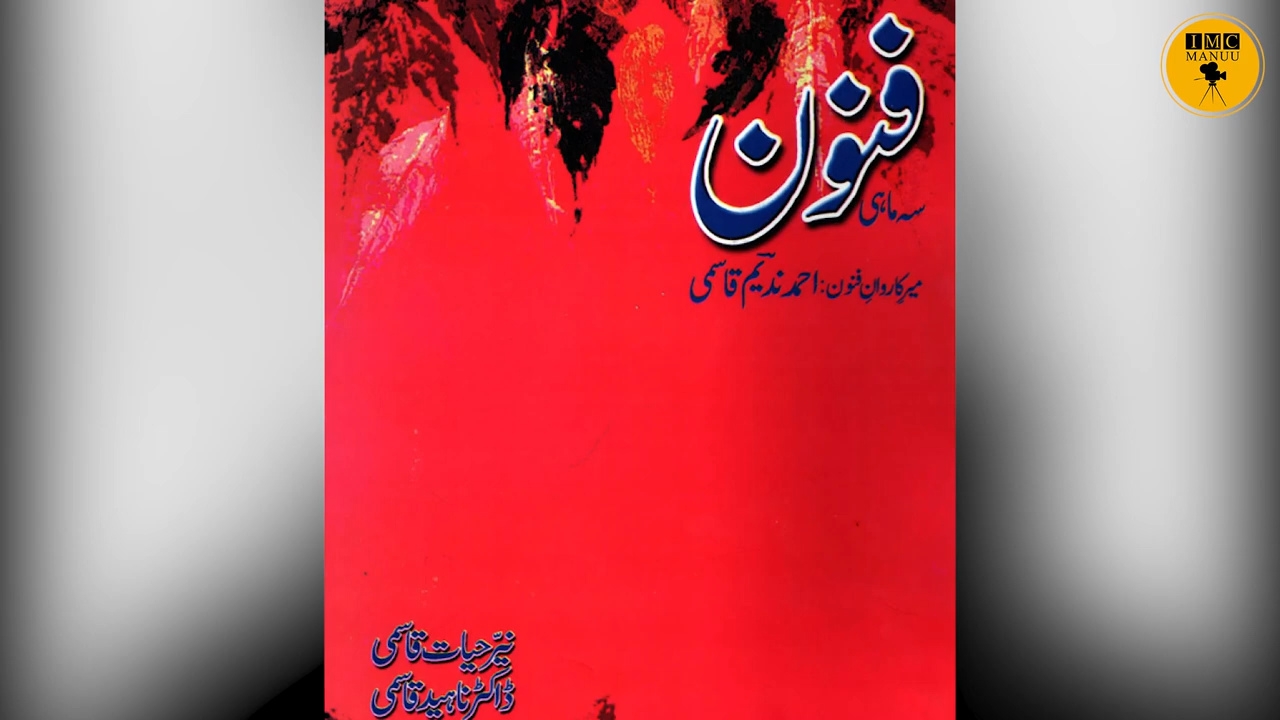 فنون
سہ ماہی
میرِ کاروانِ فنون: احمد ندیم قاسمی
نیّر حیات قاسمی
ڈاکٹر ناہید قاسمی
IMC
MANUU